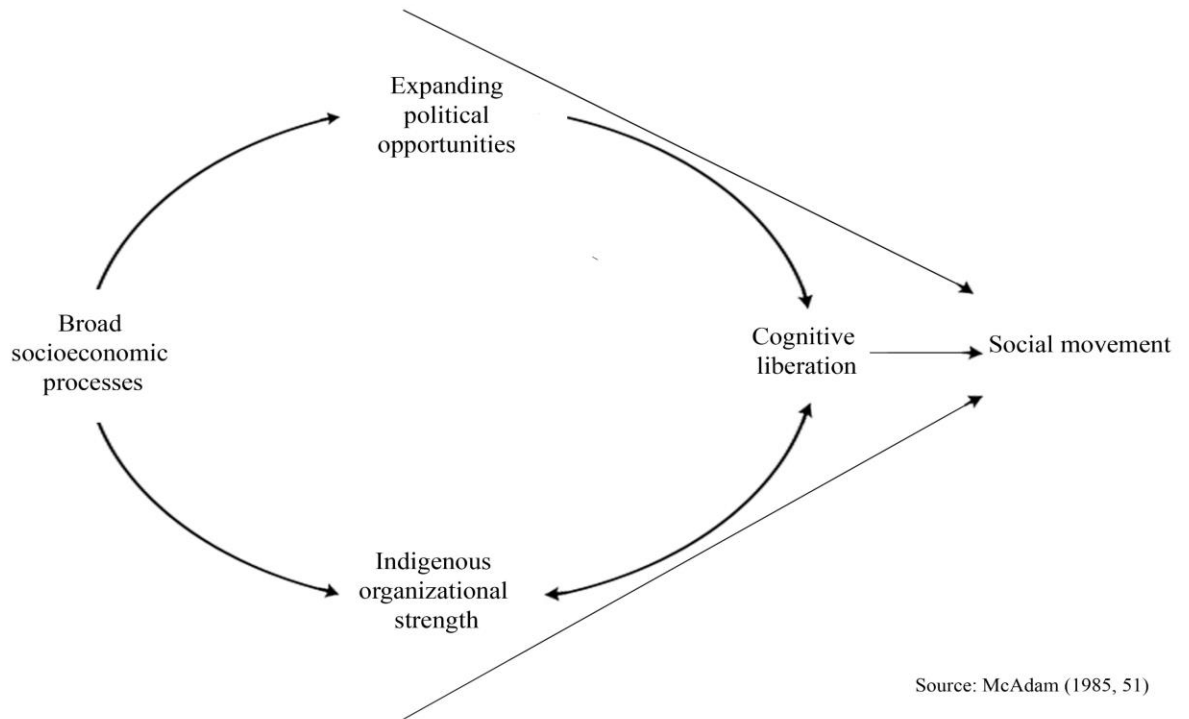 Expanding
political
opportunities
Broad
socioeconomic
processes
Cognitive
liberation
Social movement
Indigenous
organizational
strength
Source: McAdam (1985, 51)